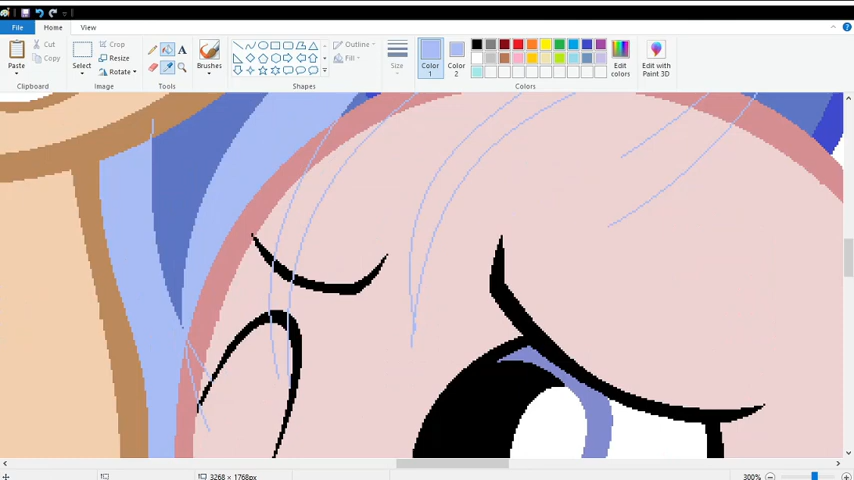 File
Home
View
Paste
Cut
Copy
Clipboard
Select
Crop
Resize
Rotate
Image
A
Tools
Brushes
Outline
Fill
Shapes
Size
Color
1
Color
2
Edit
colors
Edit with
Paint 3D
Colors
3268 × 1768px
300%